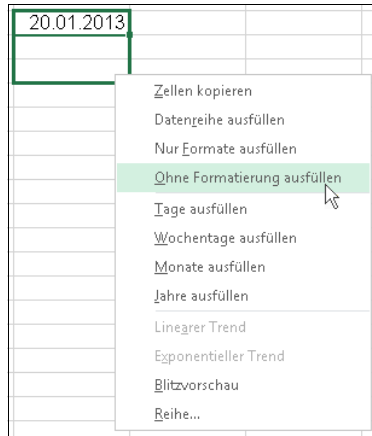 20.01.2013
Zellen kopieren
Datenreihe ausfüllen
Nur Formate ausfüllen
Ohne Formatierung ausfüllen
Tage ausfüllen
Wochentage ausfüllen
Monate ausfüllen
Jahre ausfüllen
Linearer Trend
Exponentieller Trend
Blitzvorschau
Reihe...